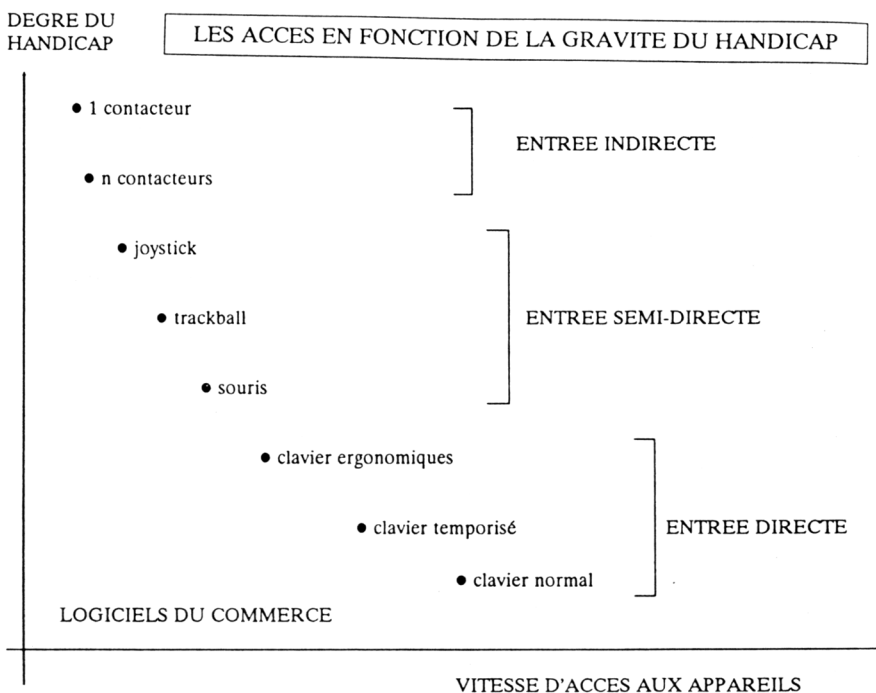 DEGRE DU
HANDICAP
LES ACCES EN FONCTION DE LA GRAVITE DU HANDICAP
1 contacteur
n contacteurs
ENTREE INDIRECTE
joystick
trackball
souris
ENTREE SEMI-DIRECTE
clavier ergonomiques
clavier temporisé
clavier normal
ENTREE DIRECTE
LOGICIELS DU COMMERCE
VITESSE D'ACCES AUX APPAREILS